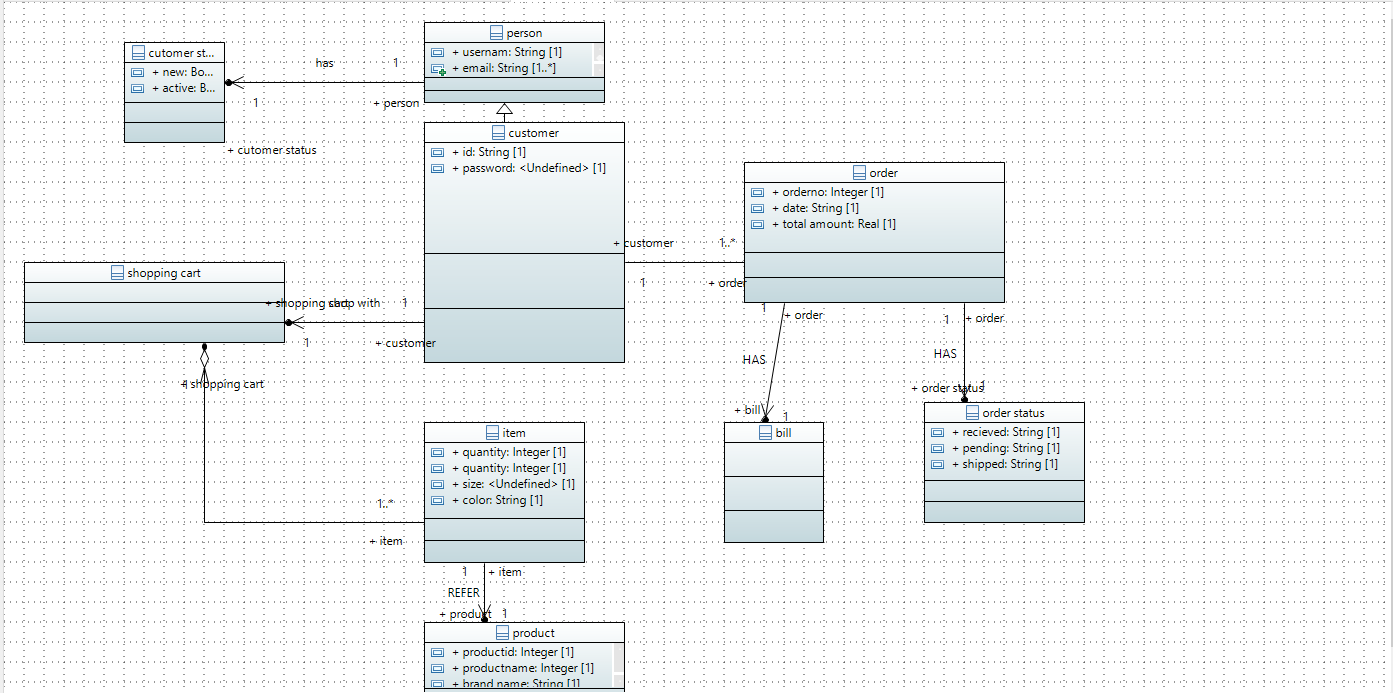 person
+ usernam: String [1]
+ email: String [1..*]
cutomer st...
+ new: Bo...
+ active: B...
has
1
1
+ person
+ cutomer status
customer
+ id: String [1]
+ password: <Undefined> [1]
order
+ orderno: Integer [1]
+ date: String [1]
+ total amount: Real [1]
+ customer
1..*
1
+ order
shopping cart
+ shopping cart
shop with
1
1
+ customer
1
+ order
HAS
+ bill
1
1
+ order
HAS
+ order status
1
1
+ shopping cart
bill
order status
+ recieved: String [1]
+ pending: String [1]
+ shipped: String [1]
item
+ quantity: Integer [1]
+ quantity: Integer [1]
+ size: <Undefined> [1]
+ color: String [1]
1..*
+ item
1
+ item
REFER
+ product
1
product
+ productid: Integer [1]
+ productname: Integer [1]
+ brand name: String [1]